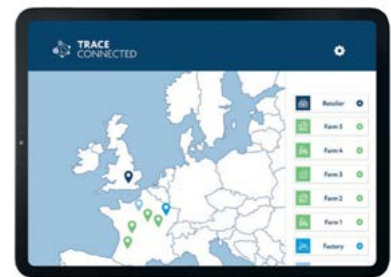 TRACE
CONNECTED
Retailer
Farm 5
Farm 4
Farm 3
Farm 2
Farm 1
Factory